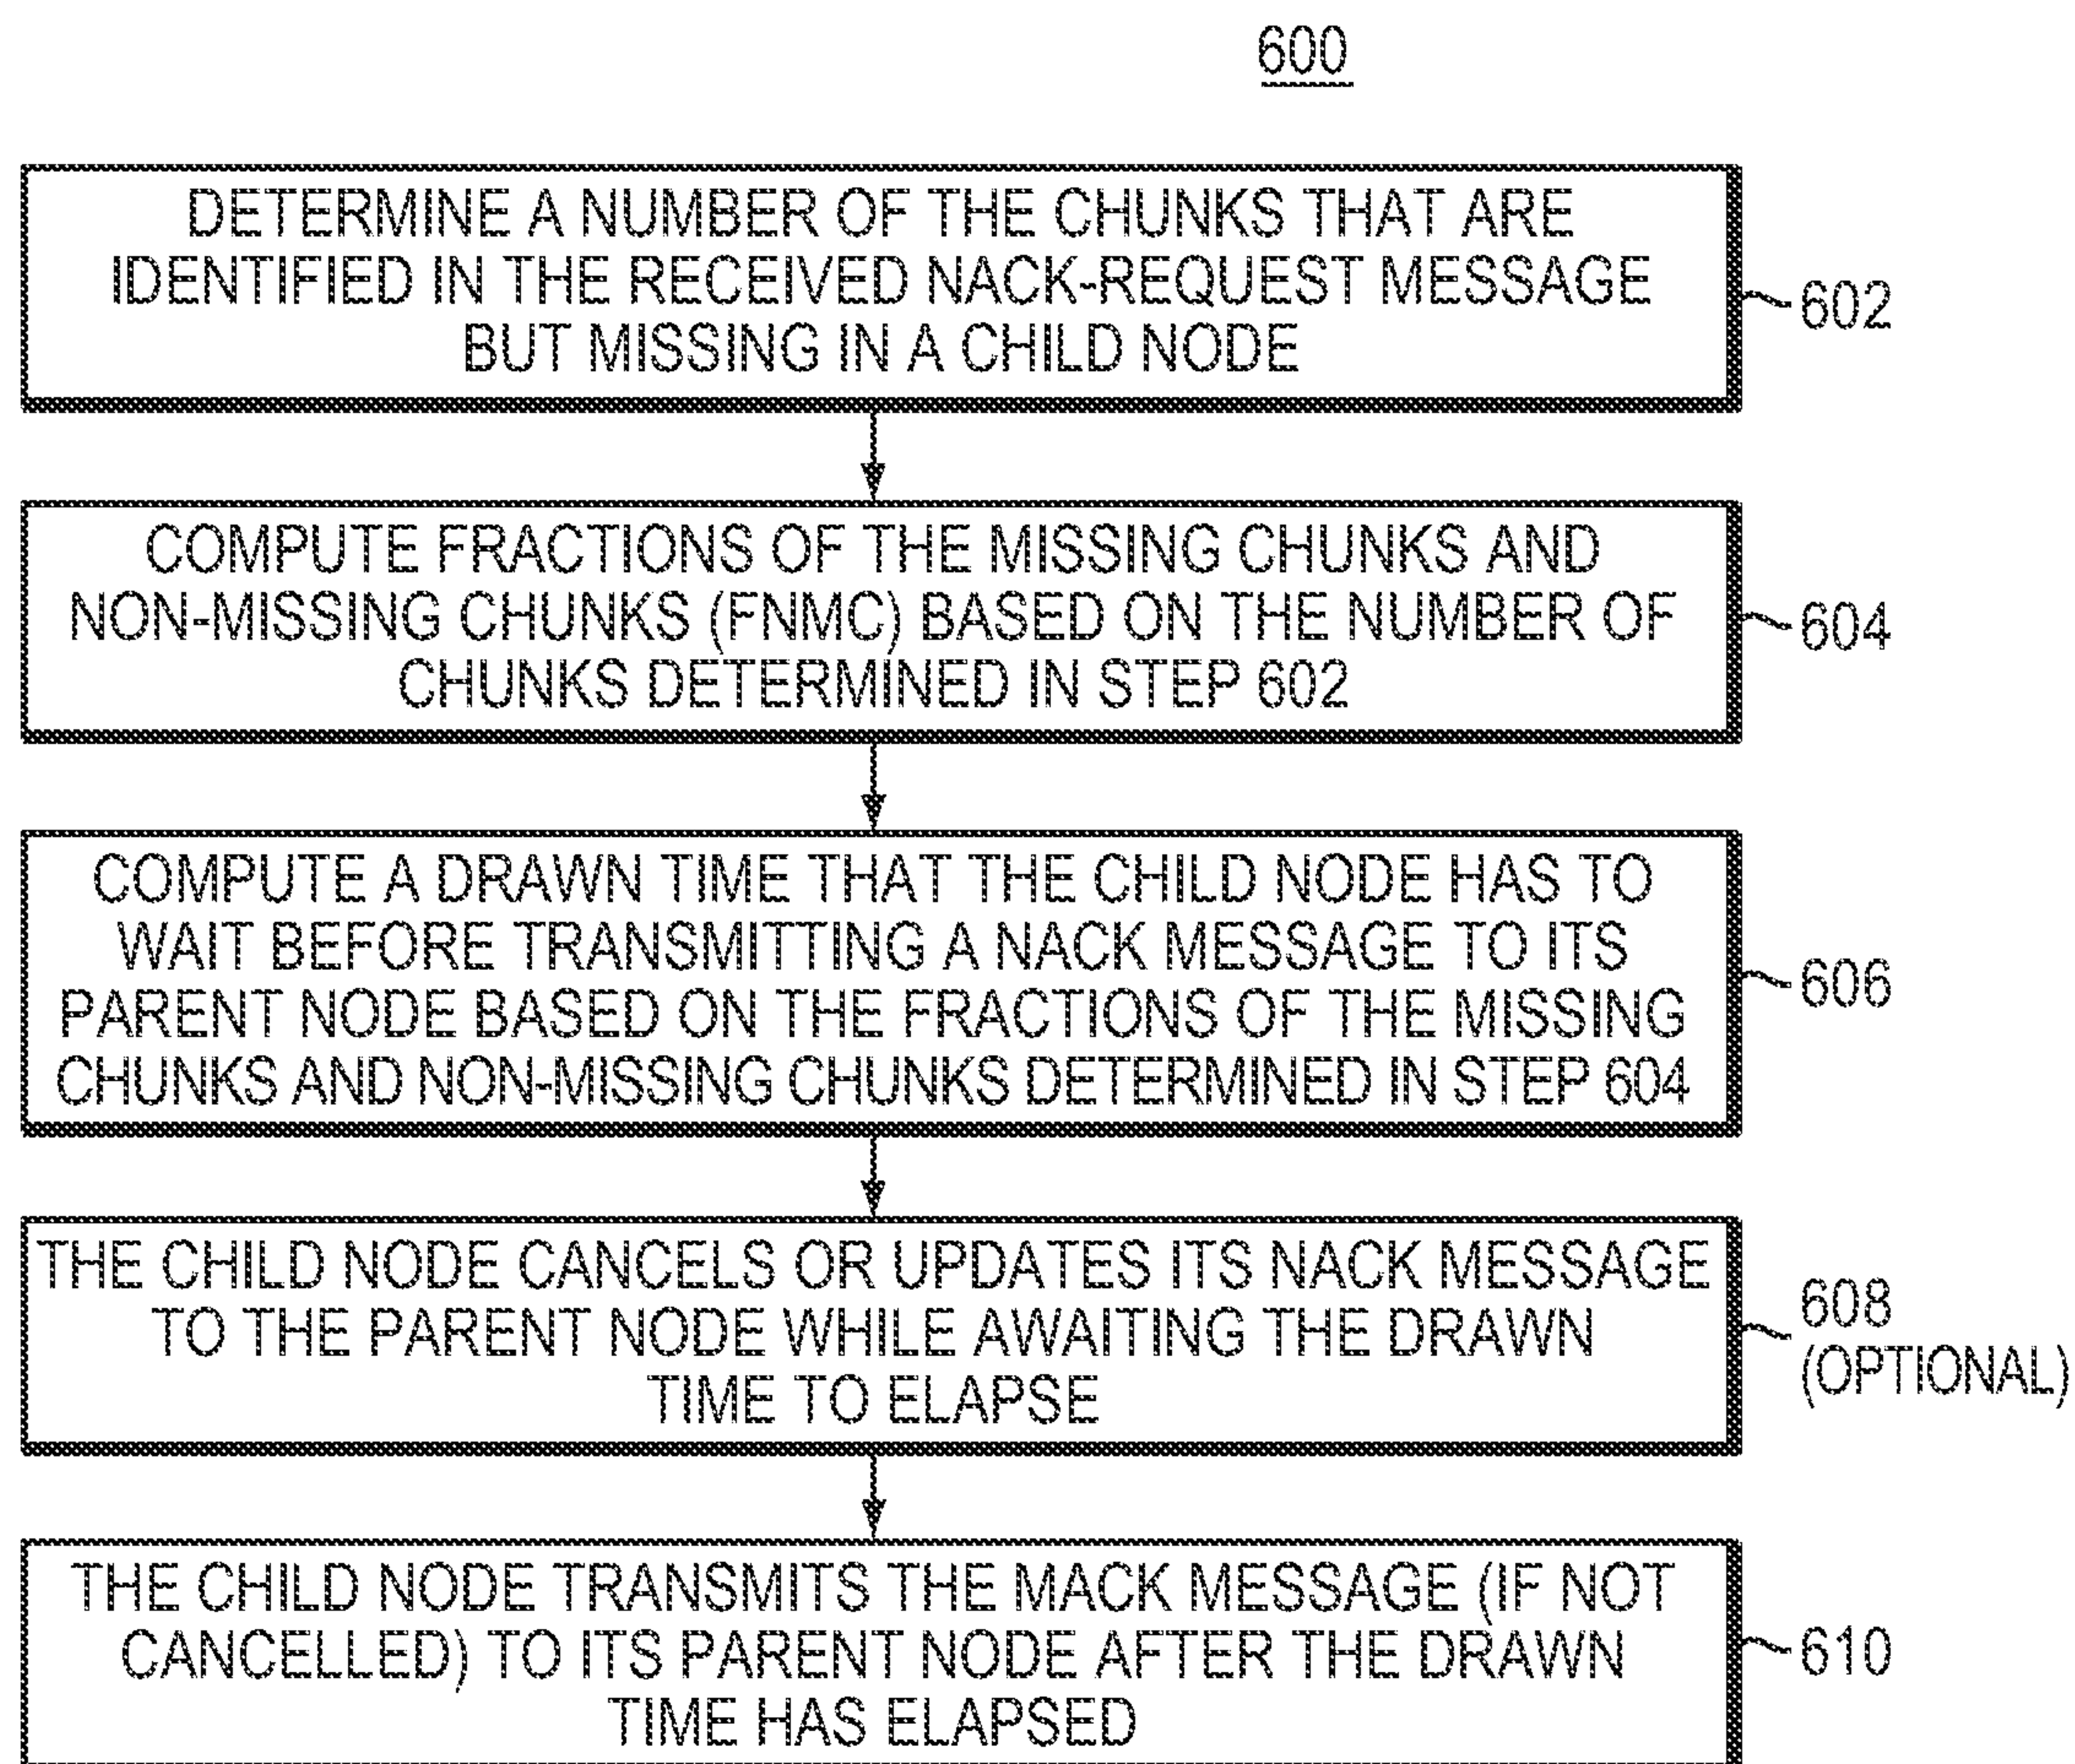 600
DETERMINE A NUMBER OF THE CHUNKS THAT ARE
IDENTIFIED IN THE RECEIVED NACK-REQUEST MESSAGE
BUT MISSING IN A CHILD NODE
602
COMPUTE FRACTIONS OF THE MISSING CHUNKS AND
NON-MISSING CHUNKS (FNMC) BASED ON THE NUMBER OF
CHUNKS DETERMINED IN STEP 602
604
COMPUTE A DRAWN TIME THAT THE CHILD NODE HAS TO
WAIT BEFORE TRANSMITTING A NACK MESSAGE TO ITS
PARENT NODE BASED ON THE FRACTIONS OF THE MISSING
CHUNKS AND NON-MISSING CHUNKS DETERMINED IN STEP 604
606
THE CHILD NODE CANCELS OR UPDATES ITS NACK MESSAGE
TO THE PARENT NODE WHILE AWAITING THE DRAWN
TIME TO ELAPSE
608
(OPTIONAL)
THE CHILD NODE TRANSMITS THE MACK MESSAGE (IF NOT
CANCELLED) TO ITS PARENT NODE AFTER THE DRAWN
TIME HAS ELAPSED
610